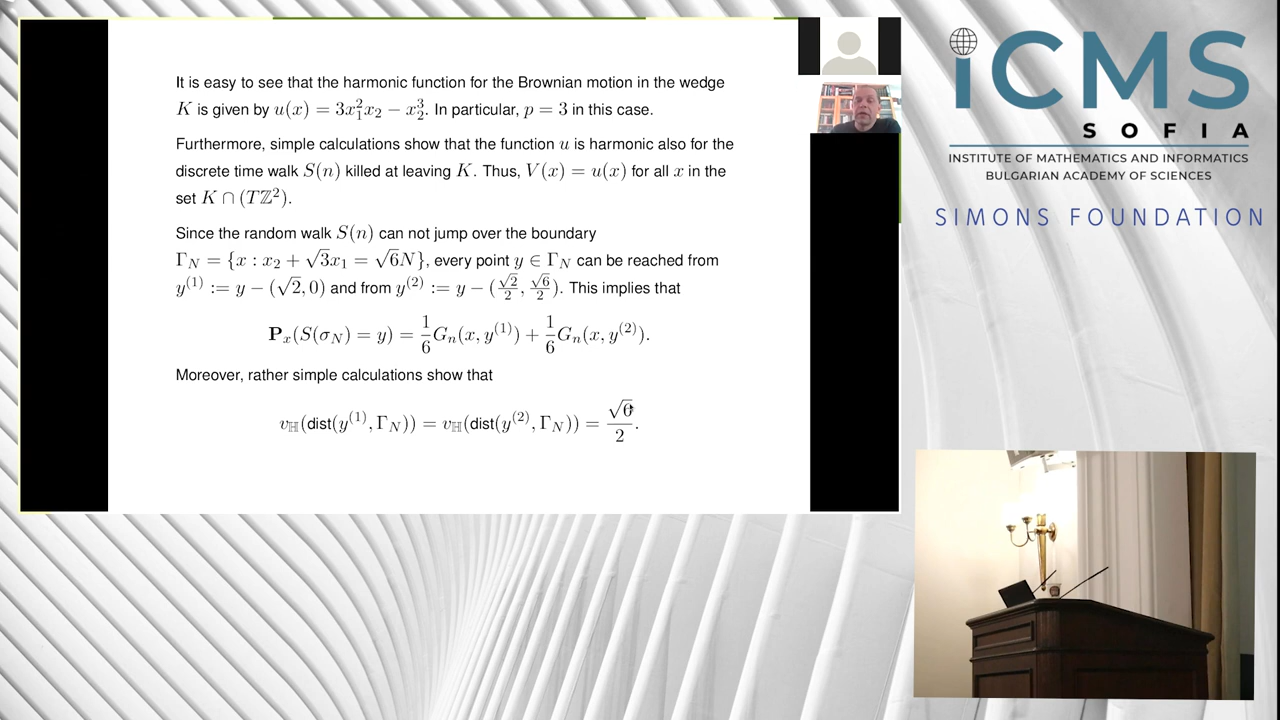 It is easy to see that the harmonic function for the Brownian motion in the wedge
K is given by u(x) = 3x₁²x₂ − x₂³. In particular, p = 3 in this case.
Furthermore, simple calculations show that the function u is harmonic also for the
discrete time walk S(n) killed at leaving K. Thus, V(x) = u(x) for all x in the
set K ∩ (Tℤ²).
Since the random walk S(n) can not jump over the boundary
Γ_N = {x : x₂ + √3x₁ = √6N}, every point y ∈ Γ_N can be reached from
y⁽¹⁾ := y − (√2, 0) and from y⁽²⁾ := y − (√2/2, √6/2). This implies that
P_x(S(σ_N) = y) = 1/6 G_n(x, y⁽¹⁾) + 1/6 G_n(x, y⁽²⁾).
Moreover, rather simple calculations show that
v_ℍ(dist(y⁽¹⁾, Γ_N)) = v_ℍ(dist(y⁽²⁾, Γ_N)) = √6/2.
iCMS
SOFIA
INSTITUTE OF MATHEMATICS AND INFORMATICS
BULGARIAN ACADEMY OF SCIENCES
SIMONS FOUNDATION